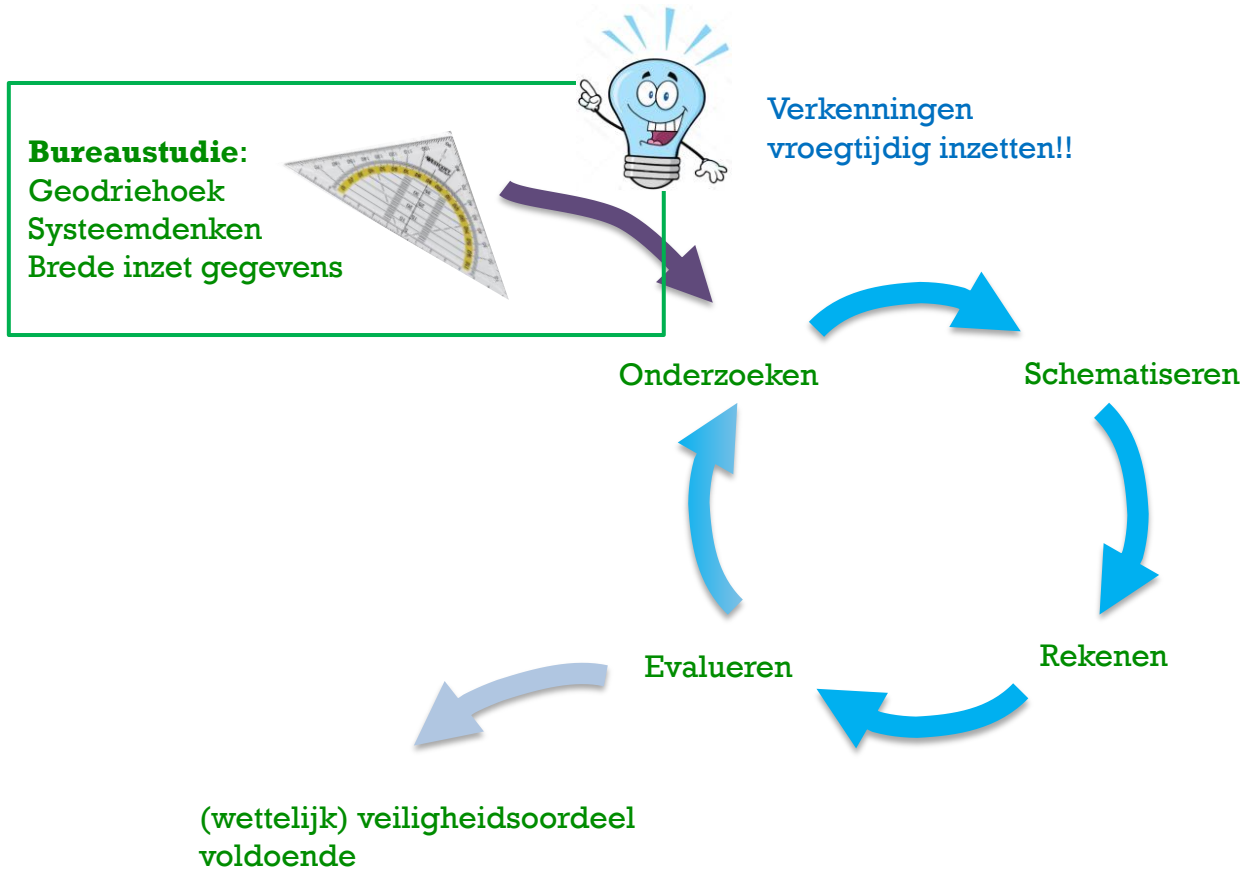 Verkenningen
vroegtijdig inzetten!!
Bureaustudie:
Geodriehoek
Systeemdenken
Brede inzet gegevens
Onderzoeken
Schematiseren
Rekenen
Evalueren
(wettelijk) veiligheidsoordeel
voldoende